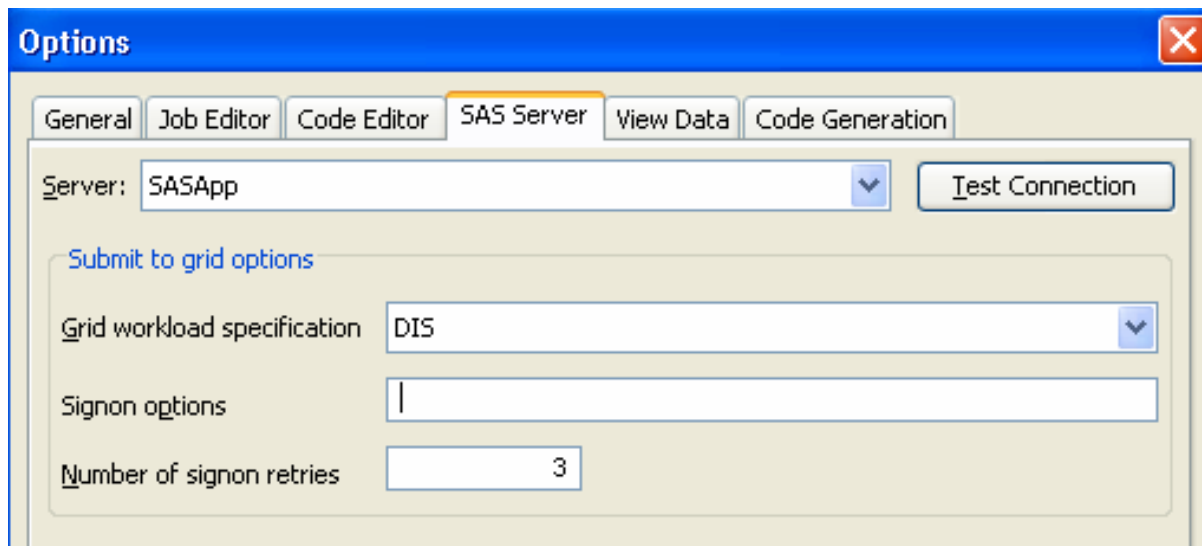 Options
General Job Editor Code Editor SAS Server View Data Code Generation
Server: SASApp Test Connection
Submit to grid options
Grid workload specification DIS
Signon options
Number of signon retries 3